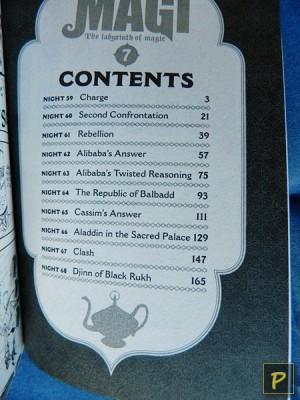 MAGI
The labyrinth of magic
7
CONTENTS
NIGHT 59 Charge 3
NIGHT 60 Second Confrontation 21
NIGHT 61 Rebellion 39
NIGHT 62 Alibaba's Answer 57
NIGHT 63 Alibaba's Twisted Reasoning 75
NIGHT 64 The Republic of Balbadd 93
NIGHT 65 Cassim's Answer 111
NIGHT 66 Aladdin in the Sacred Palace 129
NIGHT 67 Clash 147
NIGHT 68 Djinn of Black Rukh 165
P